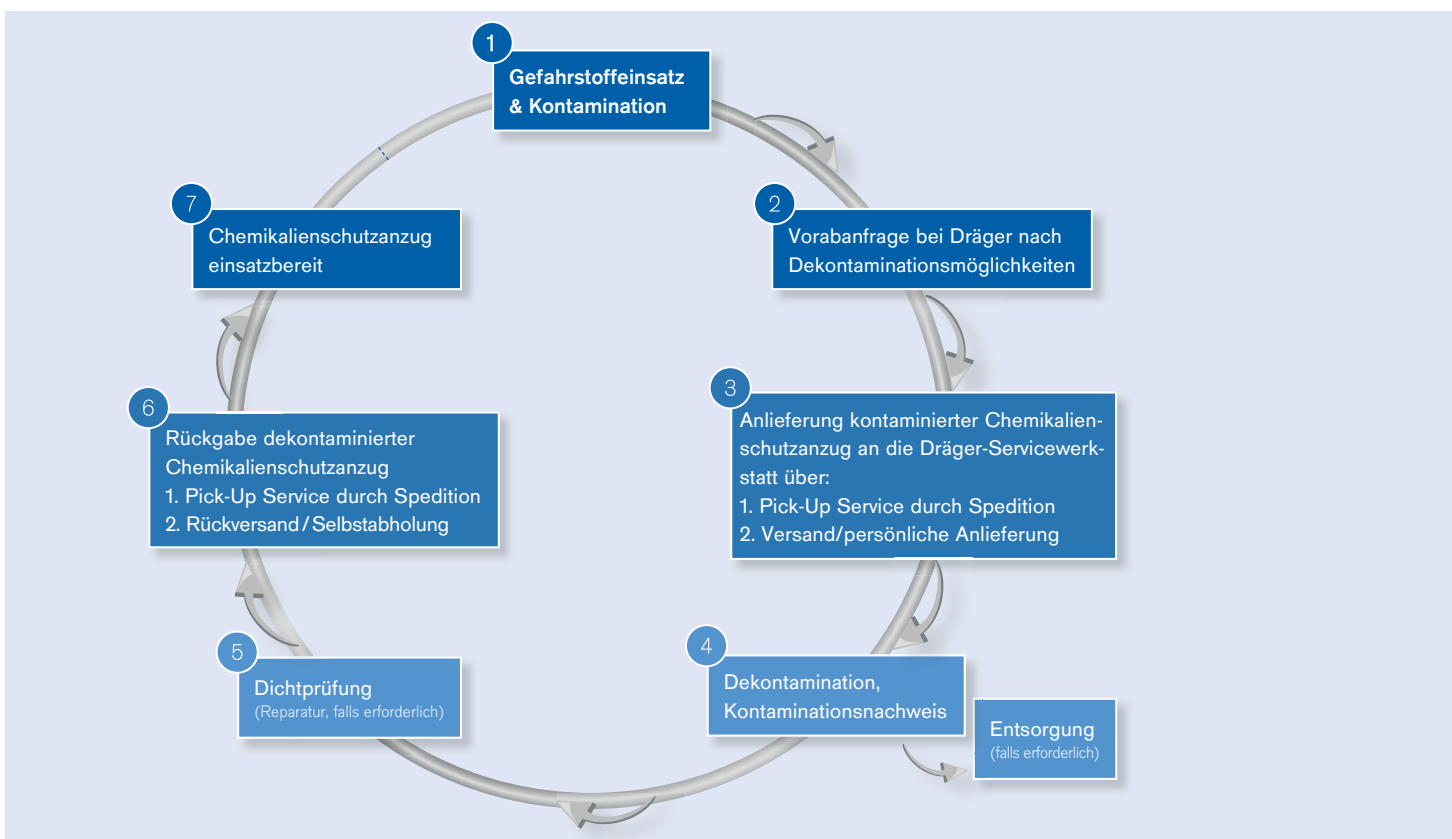 1
Gefahrstoffeinsatz
& Kontamination
2
Vorabanfrage bei Dräger nach
Dekontaminationsmöglichkeiten
3
Anlieferung kontaminierter Chemikalien-
schutzanzug an die Dräger-Servicewerk-
statt über:
1. Pick-Up Service durch Spedition
2. Versand/persönliche Anlieferung
4
Dekontamination,
Kontaminationsnachweis
Entsorgung
(falls erforderlich)
5
Dichtprüfung
(Reparatur, falls erforderlich)
6
Rückgabe dekontaminierter
Chemikalienschutzanzug
1. Pick-Up Service durch Spedition
2. Rückversand/Selbstabholung
7
Chemikalienschutzanzug
einsatzbereit